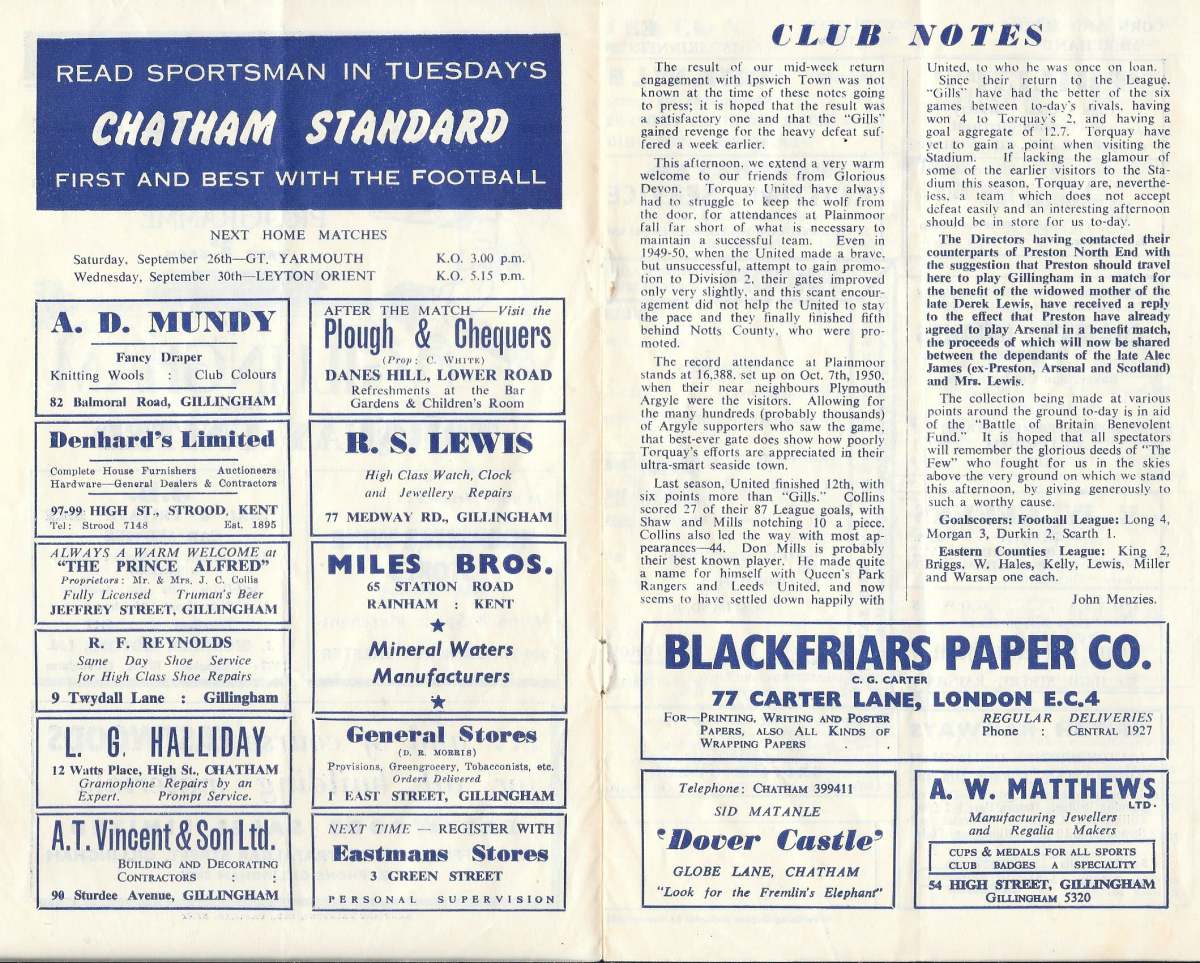 READ SPORTSMAN IN TUESDAY'S
CHATHAM STANDARD
FIRST AND BEST WITH THE FOOTBALL
NEXT HOME MATCHES
Saturday, September 26th—GT. YARMOUTH K.O. 3.00 p.m.
Wednesday, September 30th—LEYTON ORIENT K.O. 5.15 p.m.
A. D. MUNDY
Fancy Draper
Knitting Wools : Club Colours
82 Balmoral Road, GILLINGHAM
Denhard's Limited
Complete House Furnishers Auctioneers
Hardware—General Dealers & Contractors
97-99 HIGH ST., STROOD, KENT
Tel: Strood 7148 Est. 1895
ALWAYS A WARM WELCOME at
"THE PRINCE ALFRED"
Proprietors: Mr. & Mrs. J. C. Collis
Fully Licensed Truman's Beer
JEFFREY STREET, GILLINGHAM
R. F. REYNOLDS
Same Day Shoe Service
for High Class Shoe Repairs
9 Twydall Lane : Gillingham
L. G. HALLIDAY
12 Watts Place, High St., CHATHAM
Gramophone Repairs by an
Expert. Prompt Service.
A.T. Vincent & Son Ltd.
BUILDING AND DECORATING
CONTRACTORS : :
90 Sturdee Avenue, GILLINGHAM
AFTER THE MATCH——Visit the
Plough & Chequers
(Prop: C. WHITE)
DANES HILL, LOWER ROAD
Refreshments at the Bar
Gardens & Children's Room
R. S. LEWIS
High Class Watch, Clock
and Jewellery Repairs
77 MEDWAY RD., GILLINGHAM
MILES BROS.
65 STATION ROAD
RAINHAM : KENT
★
Mineral Waters
Manufacturers
★
General Stores
(D. R. MORRIS)
Provisions, Greengrocery, Tobacconists, etc.
Orders Delivered
1 EAST STREET, GILLINGHAM
NEXT TIME — REGISTER WITH
Eastmans Stores
3 GREEN STREET
PERSONAL SUPERVISION
CLUB NOTES
The result of our mid-week return
engagement with Ipswich Town was not
known at the time of these notes going
to press; it is hoped that the result was
a satisfactory one and that the "Gills"
gained revenge for the heavy defeat suf-
fered a week earlier.
This afternoon, we extend a very warm
welcome to our friends from Glorious
Devon. Torquay United have always
had to struggle to keep the wolf from
the door, for attendances at Plainmoor
fall far short of what is necessary to
maintain a successful team. Even in
1949-50, when the United made a brave,
but unsuccessful, attempt to gain promo-
tion to Division 2, their gates improved
only very slightly, and this scant encour-
agement did not help the United to stay
the pace and they finally finished fifth
behind Notts County, who were pro-
moted.
The record attendance at Plainmoor
stands at 16,388, set up on Oct. 7th, 1950,
when their near neighbours Plymouth
Argyle were the visitors. Allowing for
the many hundreds (probably thousands)
of Argyle supporters who saw the game,
that best-ever gate does show how poorly
Torquay's efforts are appreciated in their
ultra-smart seaside town.
Last season, United finished 12th, with
six points more than "Gills." Collins
scored 27 of their 87 League goals, with
Shaw and Mills notching 10 a piece.
Collins also led the way with most ap-
pearances—44. Don Mills is probably
their best known player. He made quite
a name for himself with Queen's Park
Rangers and Leeds United, and now
seems to have settled down happily with
United, to who he was once on loan.
Since their return to the League,
"Gills" have had the better of the six
games between to-day's rivals, having
won 4 to Torquay's 2, and having a
goal aggregate of 12.7. Torquay have
yet to gain a point when visiting the
Stadium. If lacking the glamour of
some of the earlier visitors to the Sta-
dium this season, Torquay are, neverthe-
less, a team which does not accept
defeat easily and an interesting afternoon
should be in store for us to-day.
The Directors having contacted their
counterparts of Preston North End with
the suggestion that Preston should travel
here to play Gillingham in a match for
the benefit of the widowed mother of the
late Derek Lewis, have received a reply
to the effect that Preston have already
agreed to play Arsenal in a benefit match,
the proceeds of which will now be shared
between the dependants of the late Alec
James (ex-Preston, Arsenal and Scotland)
and Mrs. Lewis.
The collection being made at various
points around the ground to-day is in aid
of the "Battle of Britain Benevolent
Fund." It is hoped that all spectators
will remember the glorious deeds of "The
Few" who fought for us in the skies
above the very ground on which we stand
this afternoon, by giving generously to
such a worthy cause.
Goalscorers: Football League: Long 4,
Morgan 3, Durkin 2, Scarth 1.
Eastern Counties League: King 2,
Briggs, W. Hales, Kelly, Lewis, Miller
and Warsap one each.
John Menzies.
BLACKFRIARS PAPER CO.
C. G. CARTER
77 CARTER LANE, LONDON E.C.4
FOR—PRINTING, WRITING AND POSTER
PAPERS, ALSO ALL KINDS OF
WRAPPING PAPERS . .
REGULAR DELIVERIES
Phone : CENTRAL 1927
Telephone: CHATHAM 399411
SID MATANLE
'Dover Castle'
GLOBE LANE, CHATHAM
"Look for the Fremlin's Elephant"
A. W. MATTHEWS
LTD.
Manufacturing Jewellers
and Regalia Makers
CUPS & MEDALS FOR ALL SPORTS
CLUB BADGES A SPECIALITY
54 HIGH STREET, GILLINGHAM
GILLINGHAM 5320